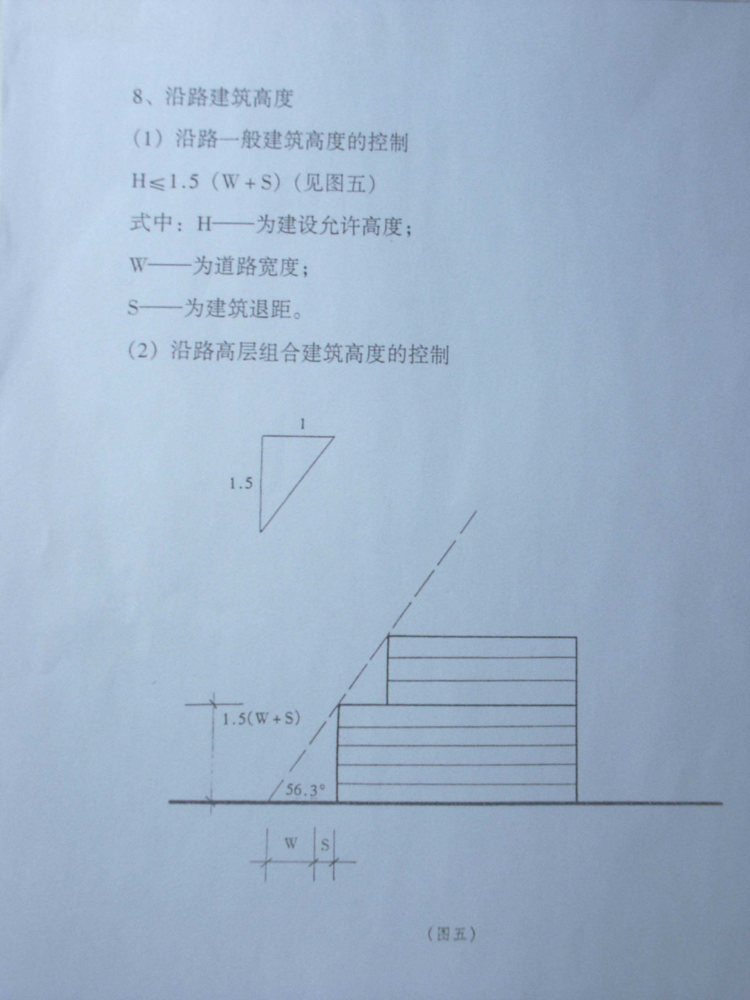 8、沿路建筑高度
(1) 沿路一般建筑高度的控制
H≤1.5 (W+S) (见图五)
式中: H——为建设允许高度;
W——为道路宽度;
S——为建筑退距。
(2) 沿路高层组合建筑高度的控制
1
1.5
1.5(W+S)
56.3°
W
S
(图五)